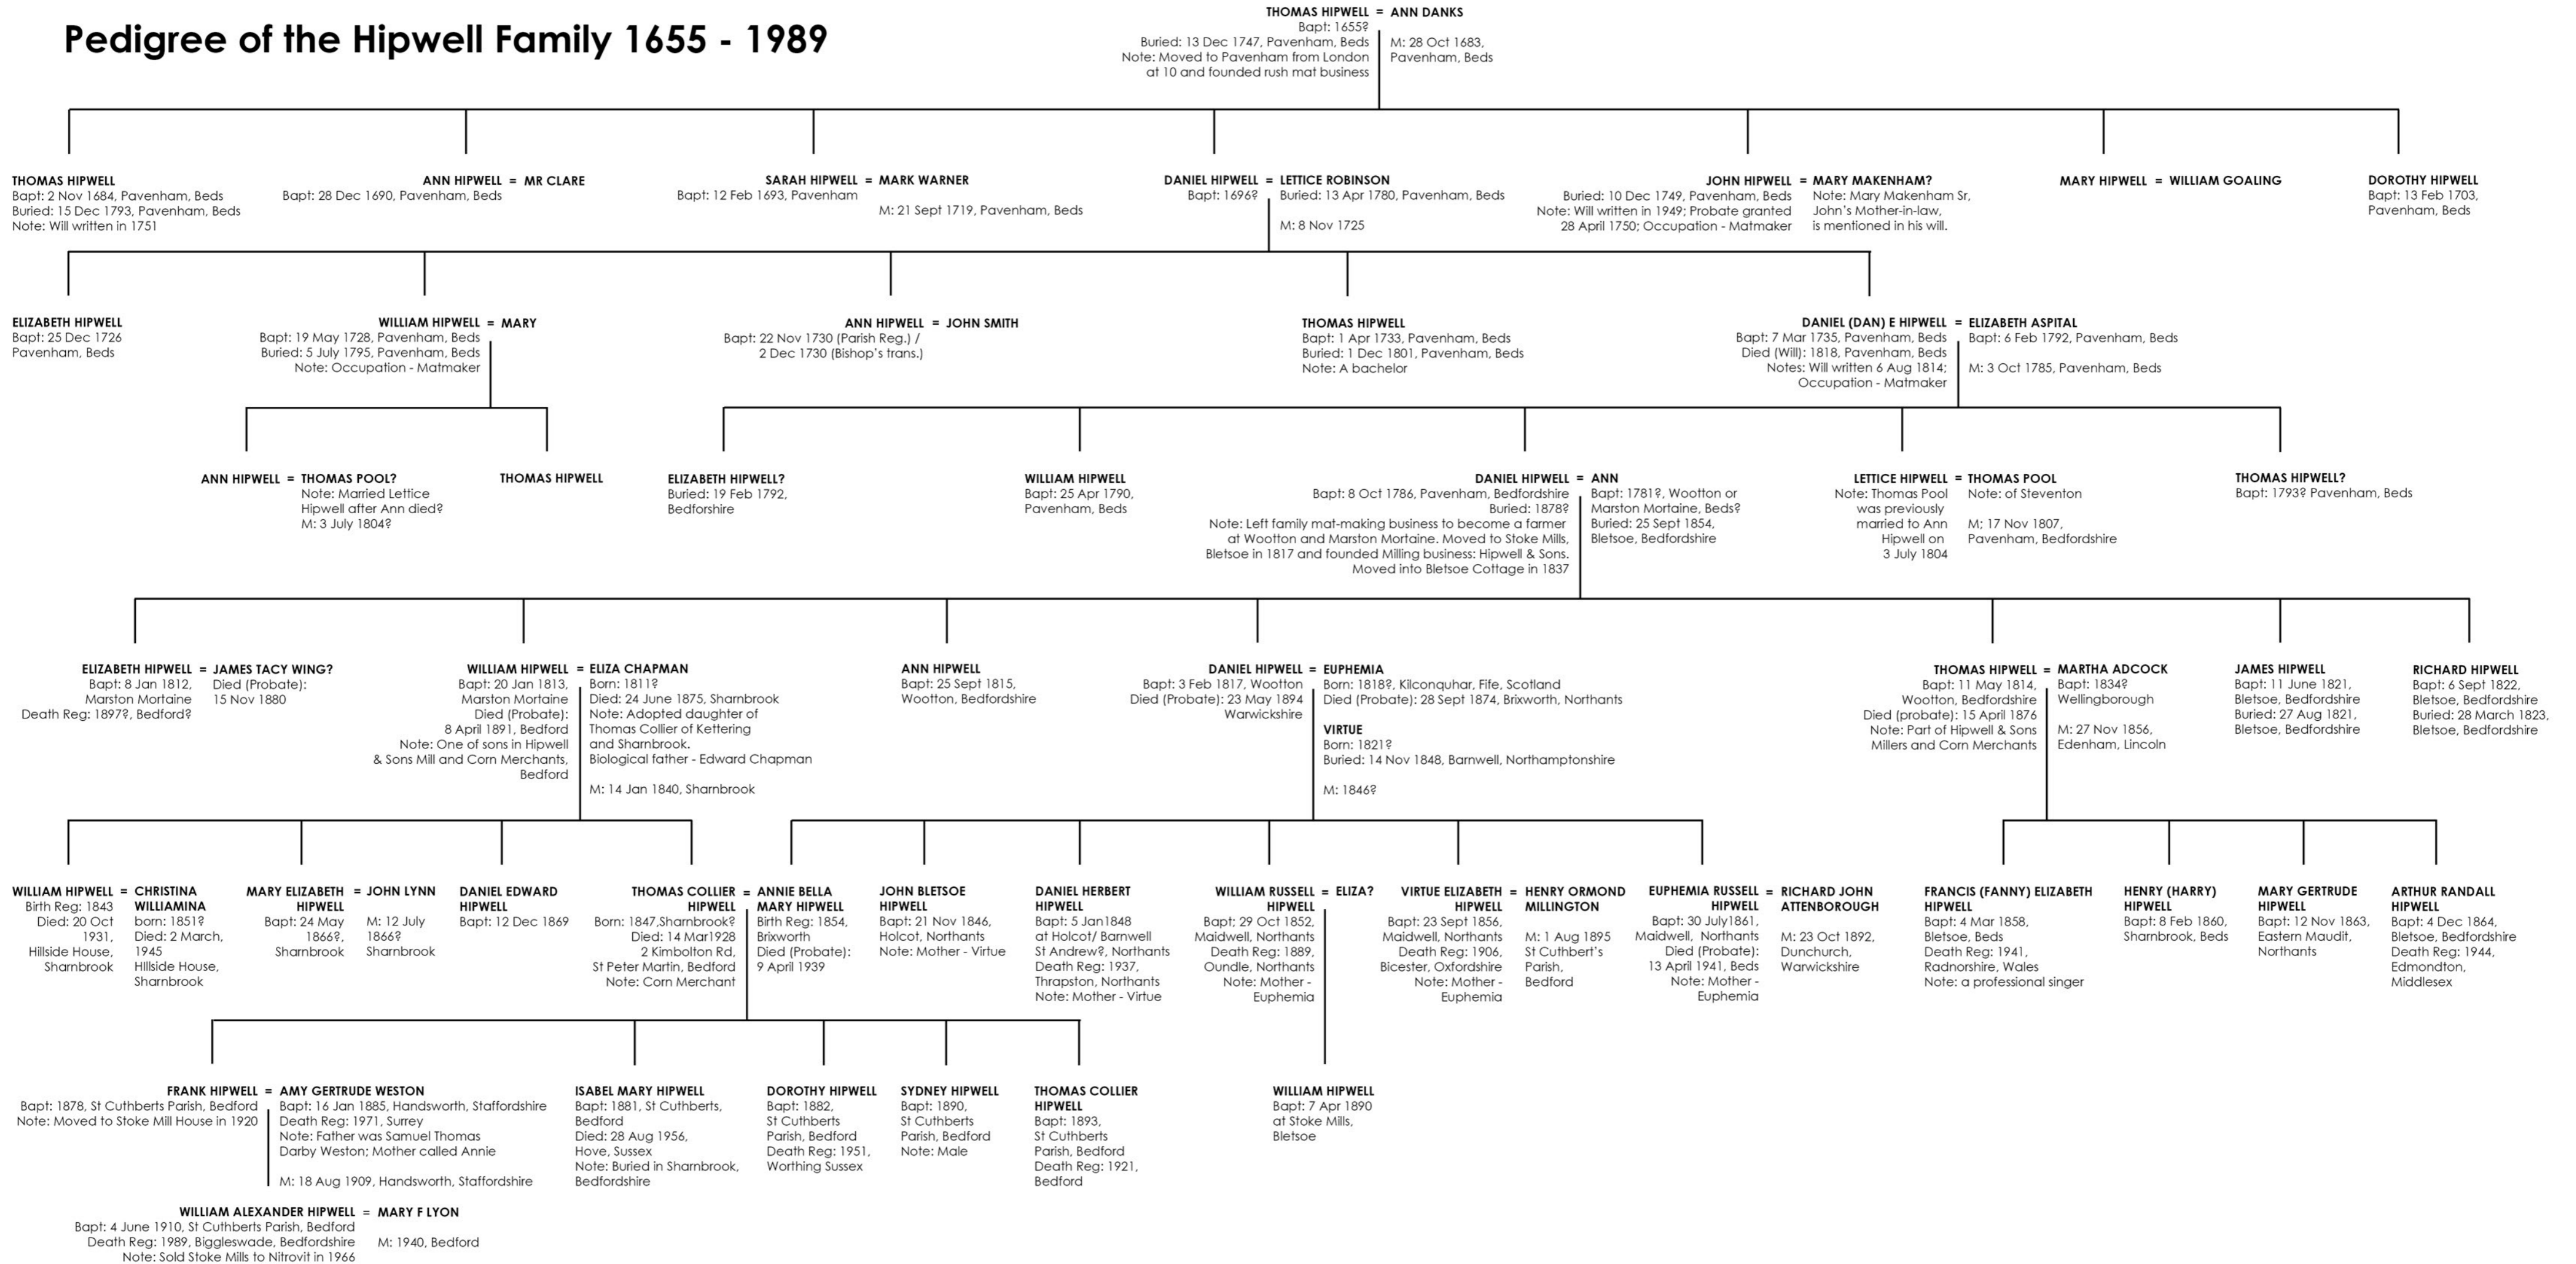 Pedigree of the Hipwell Family 1655 - 1989
THOMAS HIPWELL = ANN DANKS
Bapt: 1655?
Buried: 13 Dec 1747, Pavenham, Beds
Note: Moved to Pavenham from London
at 10 and founded rush mat business
M: 28 Oct 1683,
Pavenham, Beds
THOMAS HIPWELL
Bapt: 2 Nov 1684, Pavenham, Beds
Buried: 15 Dec 1793, Pavenham, Beds
Note: Will written in 1751
ANN HIPWELL = MR CLARE
Bapt: 28 Dec 1690, Pavenham, Beds
SARAH HIPWELL = MARK WARNER
Bapt: 12 Feb 1693, Pavenham
M: 21 Sept 1719, Pavenham, Beds
DANIEL HIPWELL = LETTICE ROBINSON
Bapt: 1696?
Buried: 13 Apr 1780, Pavenham, Beds
M: 8 Nov 1725
JOHN HIPWELL = MARY MAKENHAM?
Buried: 10 Dec 1749, Pavenham, Beds
Note: Will written in 1949; Probate granted
28 April 1750; Occupation - Matmaker
Note: Mary Makenham Sr,
John's Mother-in-law,
is mentioned in his will.
MARY HIPWELL = WILLIAM GOALING
DOROTHY HIPWELL
Bapt: 13 Feb 1703,
Pavenham, Beds
ELIZABETH HIPWELL
Bapt: 25 Dec 1726
Pavenham, Beds
WILLIAM HIPWELL = MARY
Bapt: 19 May 1728, Pavenham, Beds
Buried: 5 July 1795, Pavenham, Beds
Note: Occupation - Matmaker
ANN HIPWELL = JOHN SMITH
Bapt: 22 Nov 1730 (Parish Reg.) /
2 Dec 1730 (Bishop's trans.)
THOMAS HIPWELL
Bapt: 1 Apr 1733, Pavenham, Beds
Buried: 1 Dec 1801, Pavenham, Beds
Note: A bachelor
DANIEL (DAN) E HIPWELL = ELIZABETH ASPITAL
Bapt: 7 Mar 1735, Pavenham, Beds
Died (Will): 1818, Pavenham, Beds
Notes: Will written 6 Aug 1814;
Occupation - Matmaker
Bapt: 6 Feb 1792, Pavenham, Beds
M: 3 Oct 1785, Pavenham, Beds
ANN HIPWELL = THOMAS POOL?
Note: Married Lettice
Hipwell after Ann died?
M: 3 July 1804?
THOMAS HIPWELL
ELIZABETH HIPWELL?
Buried: 19 Feb 1792,
Bedforshire
WILLIAM HIPWELL
Bapt: 25 Apr 1790,
Pavenham, Beds
DANIEL HIPWELL = ANN
Bapt: 8 Oct 1786, Pavenham, Bedfordshire
Buried: 1878?
Note: Left family mat-making business to become a farmer
at Wootton and Marston Mortaine. Moved to Stoke Mills,
Bletsoe in 1817 and founded Milling business: Hipwell & Sons.
Moved into Bletsoe Cottage in 1837
Bapt: 1781?, Wootton or
Marston Mortaine, Beds?
Buried: 25 Sept 1854,
Bletsoe, Bedfordshire
LETTICE HIPWELL = THOMAS POOL
Note: Thomas Pool
was previously
married to Ann
Hipwell on
3 July 1804
Note: of Steventon
M; 17 Nov 1807,
Pavenham, Bedfordshire
THOMAS HIPWELL?
Bapt: 1793? Pavenham, Beds
ELIZABETH HIPWELL = JAMES TACY WING?
Bapt: 8 Jan 1812,
Marston Mortaine
Death Reg: 1897?, Bedford?
Died (Probate):
15 Nov 1880
WILLIAM HIPWELL = ELIZA CHAPMAN
Bapt: 20 Jan 1813,
Marston Mortaine
Died (Probate):
8 April 1891, Bedford
Note: One of sons in Hipwell
& Sons Mill and Corn Merchants,
Bedford
Born: 1811?
Died: 24 June 1875, Sharnbrook
Note: Adopted daughter of
Thomas Collier of Kettering
and Sharnbrook.
Biological father - Edward Chapman
M: 14 Jan 1840, Sharnbrook
ANN HIPWELL
Bapt: 25 Sept 1815,
Wootton, Bedfordshire
DANIEL HIPWELL = EUPHEMIA
Bapt: 3 Feb 1817, Wootton
Died (Probate): 23 May 1894
Warwickshire
Born: 1818?, Kilconquhar, Fife, Scotland
Died (Probate): 28 Sept 1874, Brixworth, Northants
VIRTUE
Born: 1821?
Buried: 14 Nov 1848, Barnwell, Northamptonshire
M: 1846?
THOMAS HIPWELL = MARTHA ADCOCK
Bapt: 11 May 1814,
Wootton, Bedfordshire
Died (probate): 15 April 1876
Note: Part of Hipwell & Sons
Millers and Corn Merchants
Bapt: 1834?
Wellingborough
M: 27 Nov 1856,
Edenham, Lincoln
JAMES HIPWELL
Bapt: 11 June 1821,
Bletsoe, Bedfordshire
Buried: 27 Aug 1821,
Bletsoe, Bedfordshire
RICHARD HIPWELL
Bapt: 6 Sept 1822,
Bletsoe, Bedfordshire
Buried: 28 March 1823,
Bletsoe, Bedfordshire
WILLIAM HIPWELL = CHRISTINA
WILLIAMINA
Birth Reg: 1843
Died: 20 Oct
1931,
Hillside House,
Sharnbrook
born: 1851?
Died: 2 March,
1945
HIllside House,
Sharnbrook
MARY ELIZABETH = JOHN LYNN
HIPWELL
Bapt: 24 May
1866?,
Sharnbrook
M: 12 July
1866?
Sharnbrook
DANIEL EDWARD
HIPWELL
Bapt: 12 Dec 1869
THOMAS COLLIER = ANNIE BELLA
HIPWELL MARY HIPWELL
Born: 1847,Sharnbrook?
Died: 14 Mar1928
2 Kimbolton Rd,
St Peter Martin, Bedford
Note: Corn Merchant
Birth Reg: 1854,
Brixworth
Died (Probate):
9 April 1939
JOHN BLETSOE
HIPWELL
Bapt: 21 Nov 1846,
Holcot, Northants
Note: Mother - Virtue
DANIEL HERBERT
HIPWELL
Bapt: 5 Jan1848
at Holcot/ Barnwell
St Andrew?, Northants
Death Reg: 1937,
Thrapston, Northants
Note: Mother - Virtue
WILLIAM RUSSELL = ELIZA?
HIPWELL
Bapt; 29 Oct 1852,
Maidwell, Northants
Death Reg: 1889,
Oundle, Northants
Note: Mother -
Euphemia
VIRTUE ELIZABETH = HENRY ORMOND
HIPWELL MILLINGTON
Bapt: 23 Sept 1856,
Maidwell, Northants
Death Reg: 1906,
Bicester, Oxfordshire
Note: Mother -
Euphemia
M: 1 Aug 1895
St Cuthbert's
Parish,
Bedford
EUPHEMIA RUSSELL = RICHARD JOHN
HIPWELL ATTENBOROUGH
Bapt: 30 July1861,
Maidwell, Northants
Died (Probate):
13 April 1941, Beds
Note: Mother -
Euphemia
M: 23 Oct 1892,
Dunchurch,
Warwickshire
FRANCIS (FANNY) ELIZABETH
HIPWELL
Bapt: 4 Mar 1858,
Bletsoe, Beds
Death Reg: 1941,
Radnorshire, Wales
Note: a professional singer
HENRY (HARRY)
HIPWELL
Bapt: 8 Feb 1860,
Sharnbrook, Beds
MARY GERTRUDE
HIPWELL
Bapt: 12 Nov 1863,
Eastern Maudit,
Northants
ARTHUR RANDALL
HIPWELL
Bapt: 4 Dec 1864,
Bletsoe, Bedfordshire
Death Reg: 1944,
Edmondton,
Middlesex
FRANK HIPWELL = AMY GERTRUDE WESTON
Bapt: 1878, St Cuthberts Parish, Bedford
Note: Moved to Stoke Mill House in 1920
Bapt: 16 Jan 1885, Handsworth, Staffordshire
Death Reg: 1971, Surrey
Note: Father was Samuel Thomas
Darby Weston; Mother called Annie
M: 18 Aug 1909, Handsworth, Staffordshire
ISABEL MARY HIPWELL
Bapt: 1881, St Cuthberts,
Bedford
Died: 28 Aug 1956,
Hove, Sussex
Note: Buried in Sharnbrook,
Bedfordshire
DOROTHY HIPWELL
Bapt: 1882,
St Cuthberts
Parish, Bedford
Death Reg: 1951,
Worthing Sussex
SYDNEY HIPWELL
Bapt: 1890,
St Cuthberts
Parish, Bedford
Note: Male
THOMAS COLLIER
HIPWELL
Bapt: 1893,
St Cuthberts
Parish, Bedford
Death Reg: 1921,
Bedford
WILLIAM HIPWELL
Bapt: 7 Apr 1890
at Stoke Mills,
Bletsoe
WILLIAM ALEXANDER HIPWELL = MARY F LYON
Bapt: 4 June 1910, St Cuthberts Parish, Bedford
Death Reg: 1989, Biggleswade, Bedfordshire
Note: Sold Stoke Mills to Nitrovit in 1966
M: 1940, Bedford